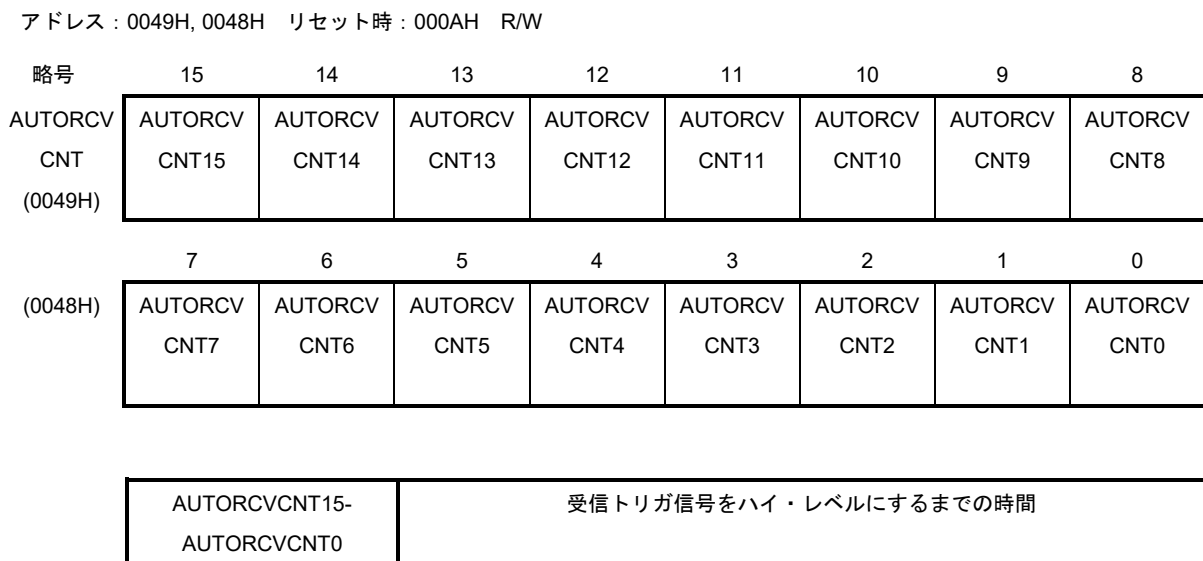 アドレス：0049H, 0048H リセット時：000AH R/W
略号 15 14 13 12 11 10 9 8
AUTORCV AUTORCV AUTORCV AUTORCV AUTORCV AUTORCV AUTORCV AUTORCV AUTORCV
CNT CNT15 CNT14 CNT13 CNT12 CNT11 CNT10 CNT9 CNT8
(0049H)
7 6 5 4 3 2 1 0
(0048H) AUTORCV AUTORCV AUTORCV AUTORCV AUTORCV AUTORCV AUTORCV AUTORCV
CNT7 CNT6 CNT5 CNT4 CNT3 CNT2 CNT1 CNT0
AUTORCVCNT15- 受信トリガ信号をハイ・レベルにするまでの時間
AUTORCVCNT0